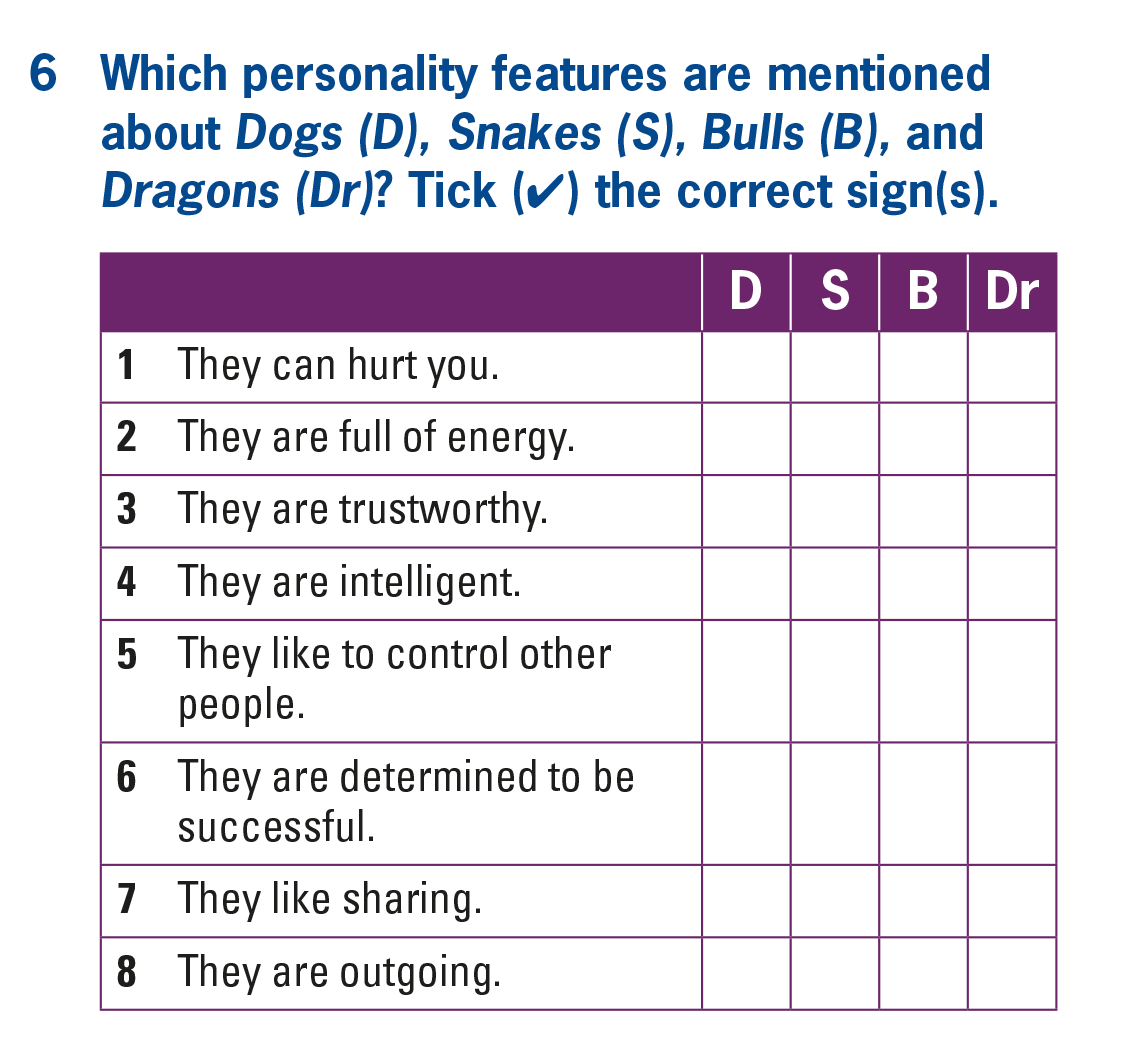 6 Which personality features are mentioned
about Dogs (D), Snakes (S), Bulls (B), and
Dragons (Dr)? Tick (✔) the correct sign(s).
D S B Dr
1 They can hurt you.
2 They are full of energy.
3 They are trustworthy.
4 They are intelligent.
5 They like to control other
people.
6 They are determined to be
successful.
7 They like sharing.
8 They are outgoing.